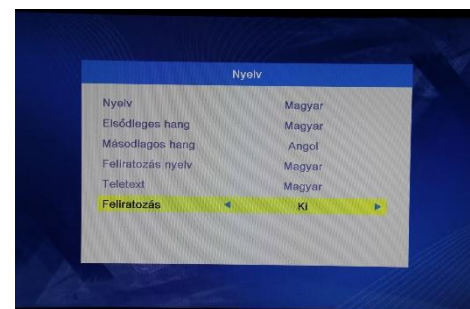 Nyelv
Nyelv Magyar
Elsődleges hang Magyar
Másodlagos hang Angol
Feliratozás nyelv Magyar
Teletext Magyar
Feliratozás Ki